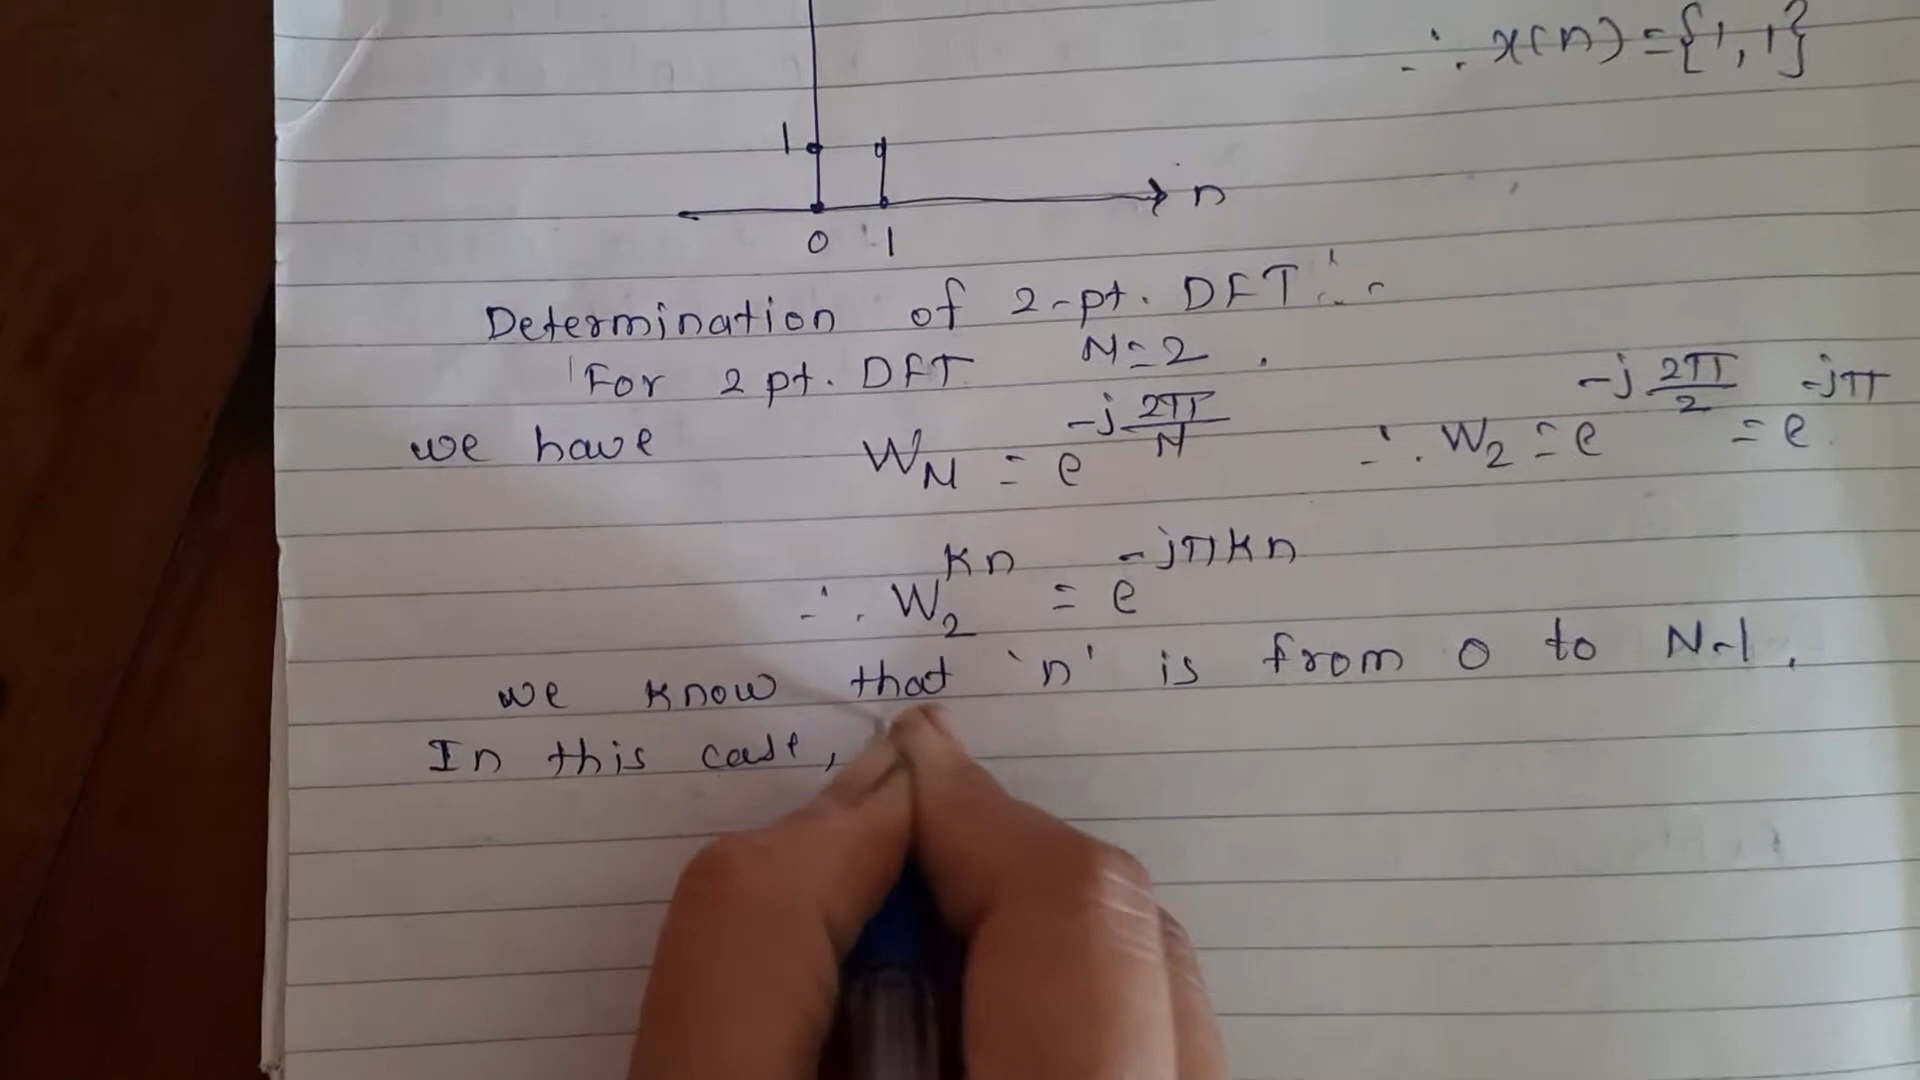 ∴ x(n) = {1, 1}
1
n
0 1
Determination of 2-pt. DFT :-
For 2 pt. DFT N = 2 .
we have W_N = e^{-j 2π/N} ∴ W_2 = e^{-j 2π/2} = e^{-jπ}
∴ W_2^{kn} = e^{-jπkn}
we know that 'n' is from 0 to N-1.
In this case,